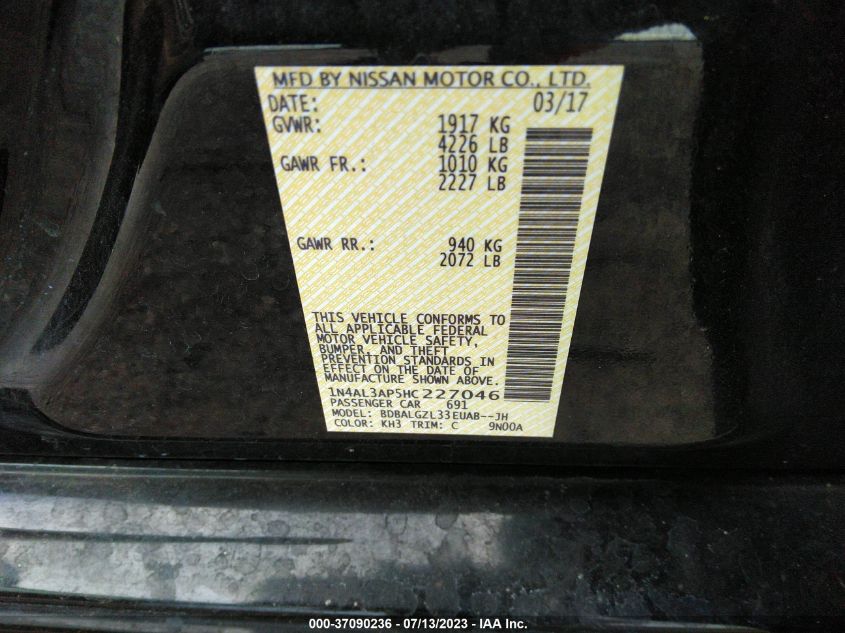 MFD BY NISSAN MOTOR CO., LTD.
DATE: 03/17
GVWR: 1917 KG
4226 LB
GAWR FR.: 1010 KG
2227 LB
GAWR RR.: 940 KG
2072 LB
THIS VEHICLE CONFORMS TO
ALL APPLICABLE FEDERAL
MOTOR VEHICLE SAFETY,
BUMPER, AND THEFT
PREVENTION STANDARDS IN
EFFECT ON THE DATE OF
MANUFACTURE SHOWN ABOVE.
1N4AL3AP5HC227046
PASSENGER CAR 691
MODEL: BDBALGZL33EUAB--JH
COLOR: KH3 TRIM: C 9N00A
000-37090236 - 07/13/2023 - IAA Inc.